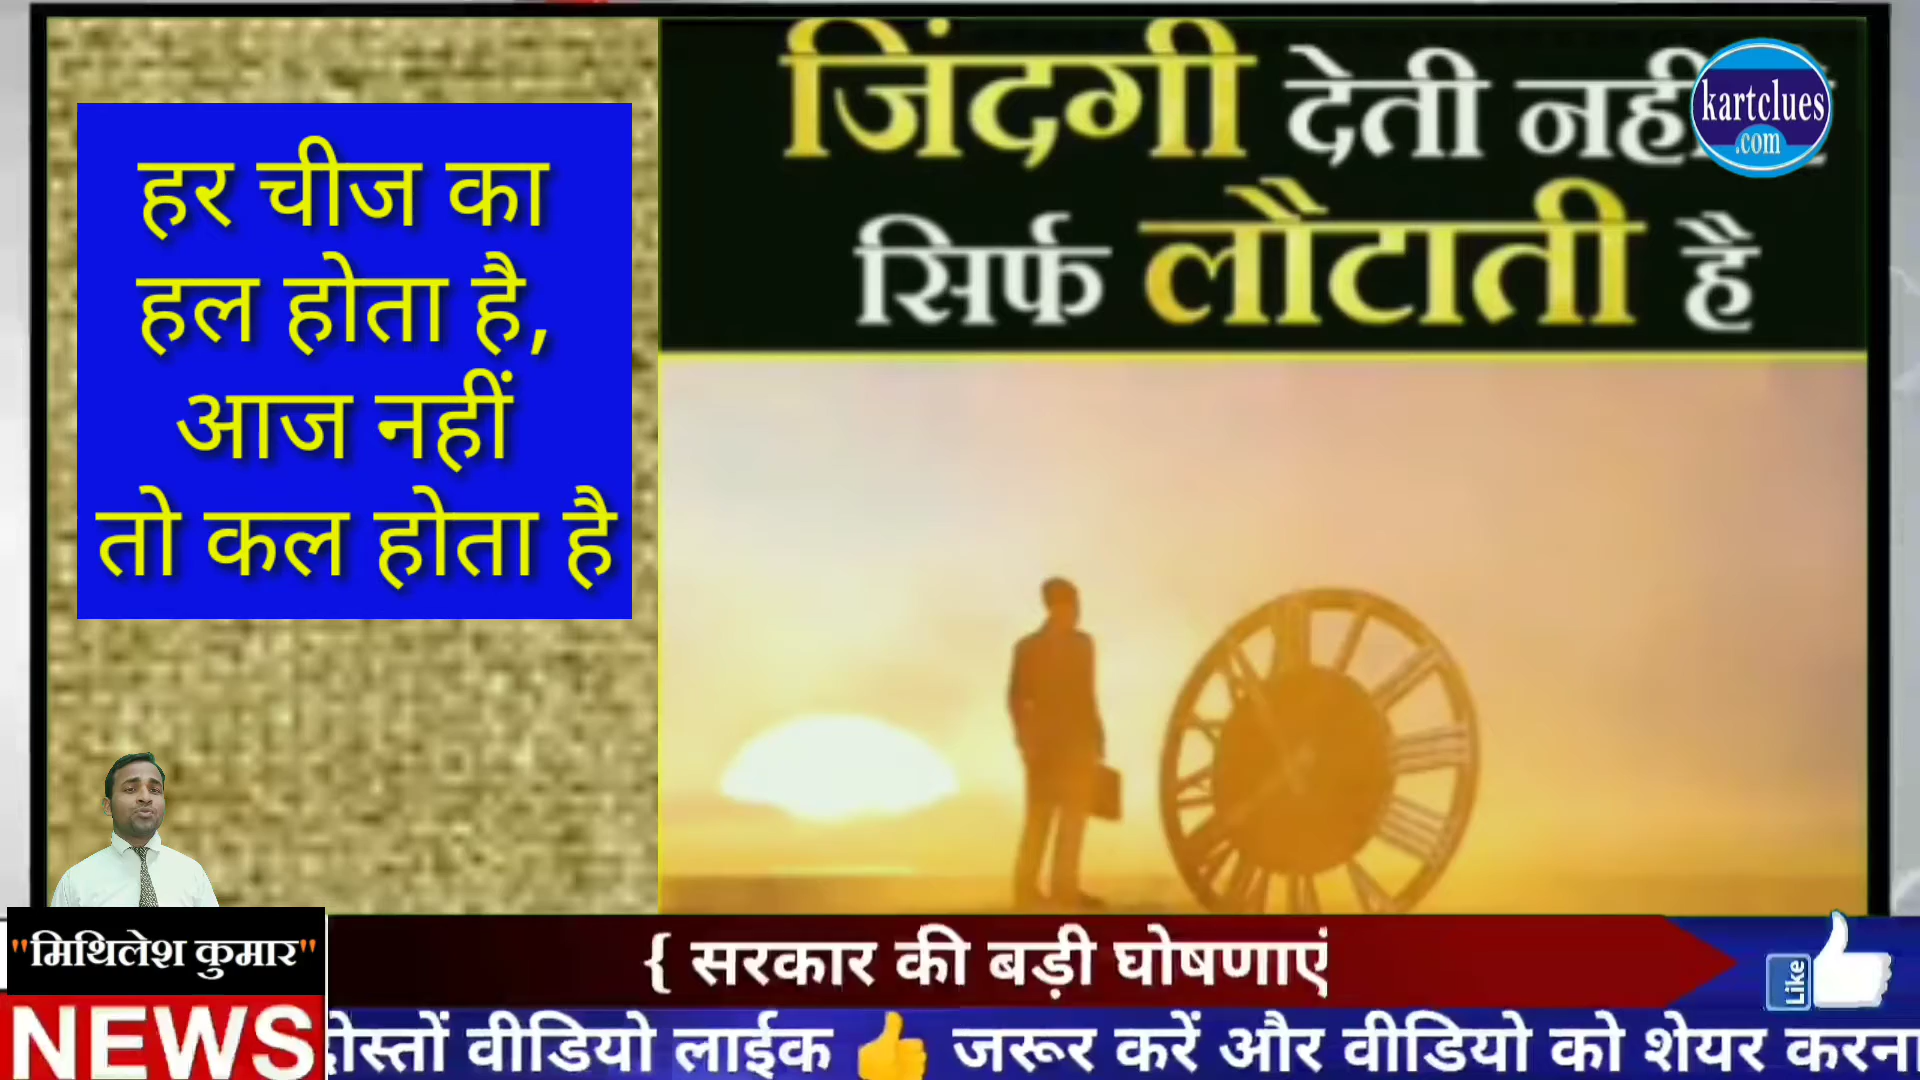 हर चीज का
हल होता है,
आज नहीं
तो कल होता है
जिंदगी देती
सिर्फ लौटाती है
kartclues
.com
"मिथिलेश कुमार"
NEWS
{ सरकार की बड़ी घोषणाएं
Like
वीडियो लाईक 👍 जरूर करें और वीडियो को शेयर करना